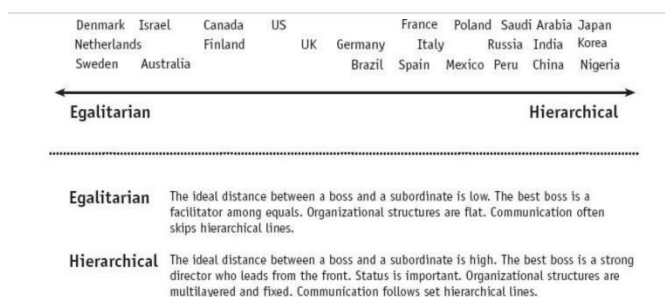 Denmark Israel Canada US France Poland Saudi Arabia Japan
Netherlands Finland UK Germany Italy Russia India Korea
Sweden Australia Brazil Spain Mexico Peru China Nigeria
Egalitarian Hierarchical
Egalitarian The ideal distance between a boss and a subordinate is low. The best boss is a
facilitator among equals. Organizational structures are flat. Communication often
skips hierarchical lines.
Hierarchical The ideal distance between a boss and a subordinate is high. The best boss is a strong
director who leads from the front. Status is important. Organizational structures are
multilayered and fixed. Communication follows set hierarchical lines.